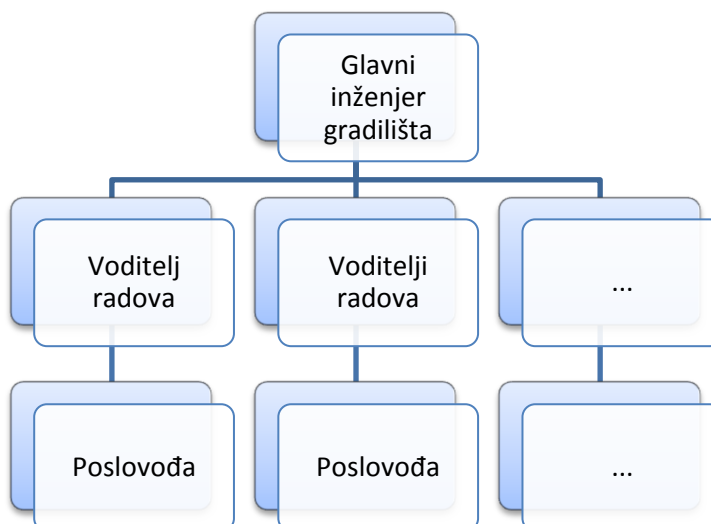 Glavni
inženjer
gradilišta
Voditelj
radova
Voditelji
radova
...
Poslovođa
Poslovođa
...